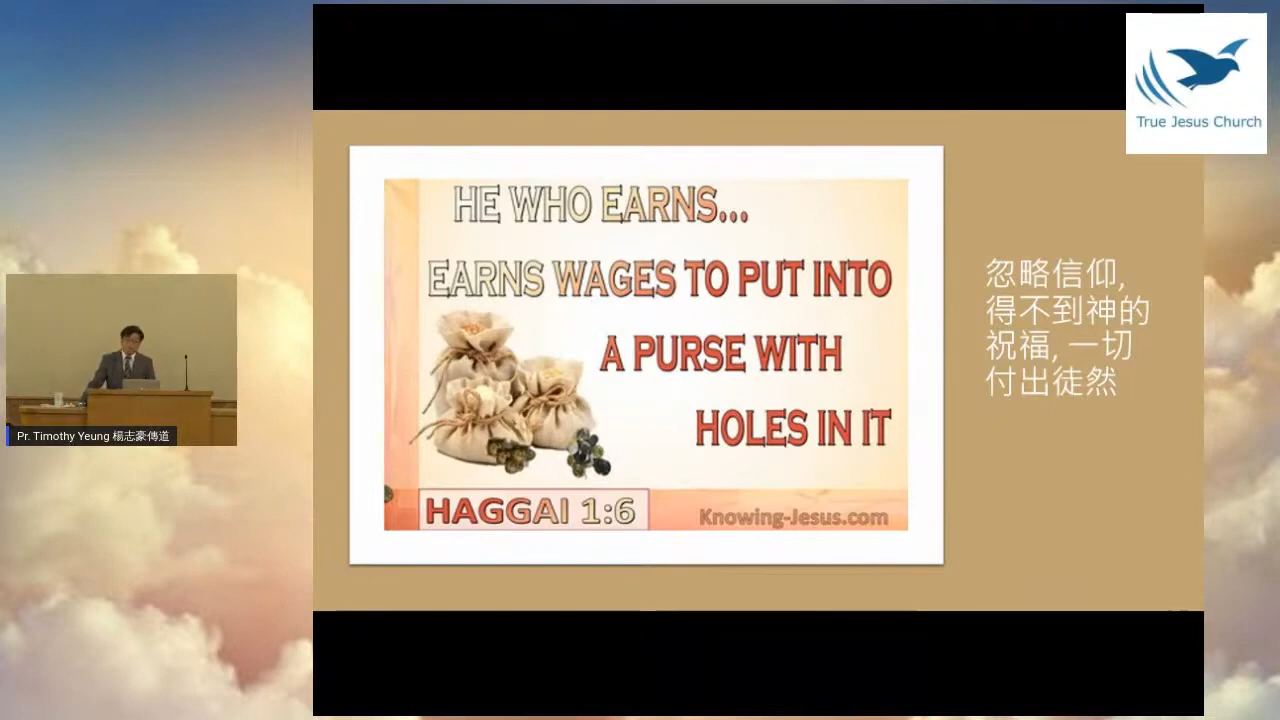 True Jesus Church
HE WHO EARNS...
EARNS WAGES TO PUT INTO
A PURSE WITH
HOLES IN IT
HAGGAI 1:6
Knowing-Jesus.com
忽略信仰,
得不到神的
祝福, 一切
付出徒然
Pr. Timothy Yeung 楊志豪傳道